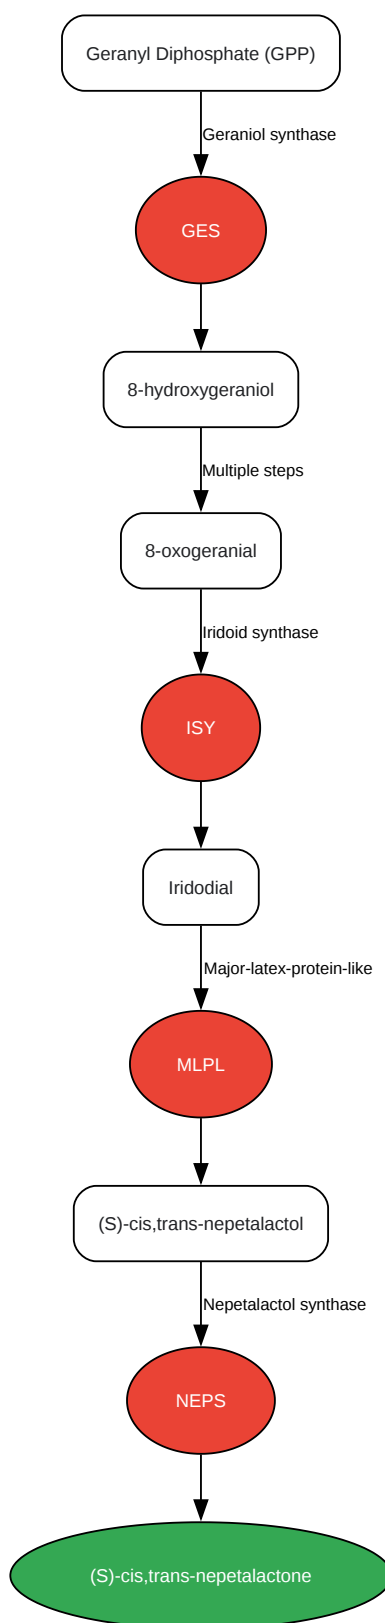 Geranyl Diphosphate (GPP)
Geraniol synthase
GES
8-hydroxygeraniol
Multiple steps
8-oxogeranial
Iridoid synthase
ISY
Iridodial
Major-latex-protein-like
MLPL
(S)-cis,trans-nepetalactol
Nepetalactol synthase
NEPS
(S)-cis,trans-nepetalactone